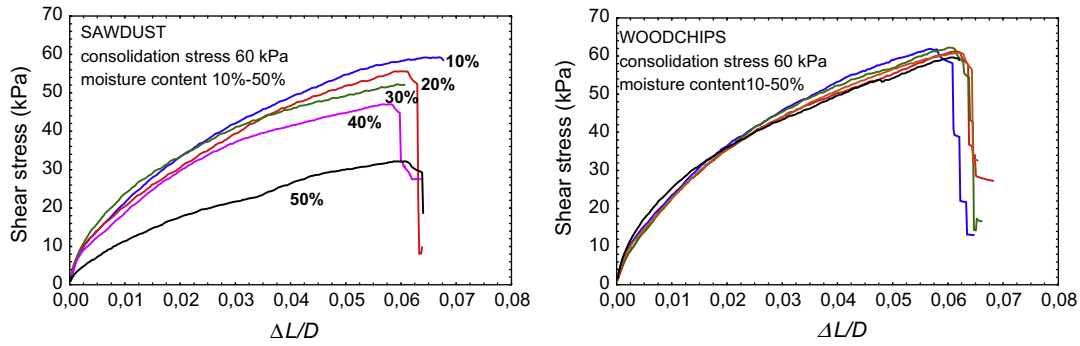 SAWDUST
consolidation stress 60 kPa
moisture content 10%-50%
10%
20%
30%
40%
50%
Shear stress (kPa)
70
60
50
40
30
20
10
0
0,00 0,01 0,02 0,03 0,04 0,05 0,06 0,07 0,08
ΔL/D
WOODCHIPS
consolidation stress 60 kPa
moisture content10-50%
Shear stress (kPa)
70
60
50
40
30
20
10
0
0,00 0,01 0,02 0,03 0,04 0,05 0,06 0,07 0,08
ΔL/D